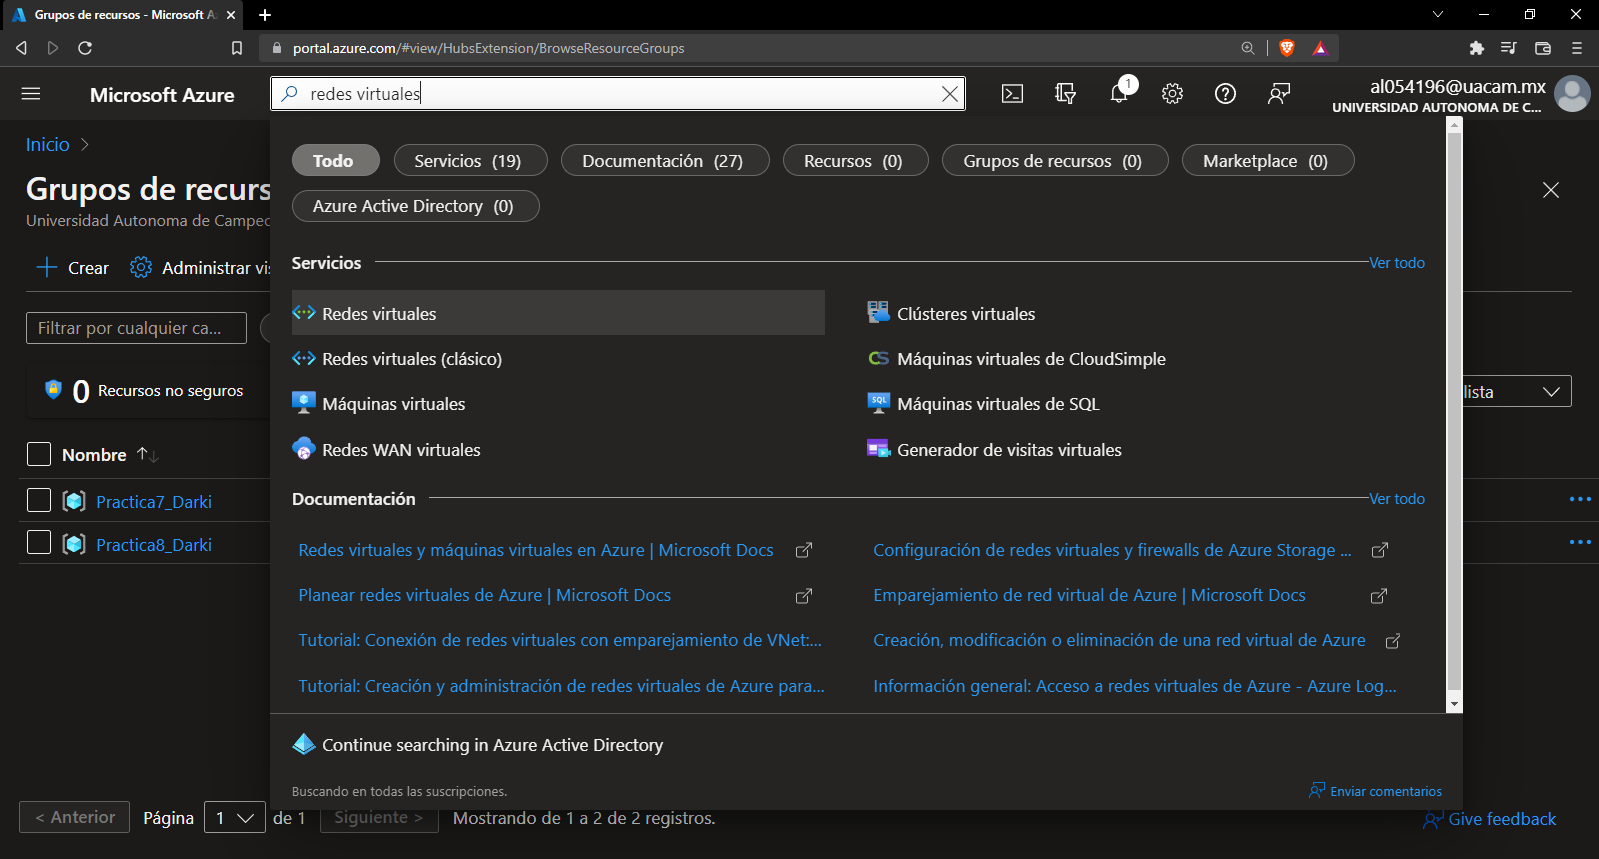 Grupos de recursos - Microsoft A
portal.azure.com/#view/HubsExtension/BrowseResourceGroups
Microsoft Azure
redes virtuales
1
al054196@uacam.mx
UNIVERSIDAD AUTONOMA DE C...
Inicio
Grupos de recurs
Universidad Autonoma de Campec
Crear
Administrar vis
Filtrar por cualquier ca...
0 Recursos no seguros
lista
Nombre
Practica7_Darki
Practica8_Darki
Todo
Servicios (19)
Documentación (27)
Recursos (0)
Grupos de recursos (0)
Marketplace (0)
Azure Active Directory (0)
Servicios
Ver todo
Redes virtuales
Clústeres virtuales
Redes virtuales (clásico)
CS Máquinas virtuales de CloudSimple
Máquinas virtuales
SQL Máquinas virtuales de SQL
Redes WAN virtuales
Generador de visitas virtuales
Documentación
Ver todo
Redes virtuales y máquinas virtuales en Azure | Microsoft Docs
Configuración de redes virtuales y firewalls de Azure Storage ...
Planear redes virtuales de Azure | Microsoft Docs
Emparejamiento de red virtual de Azure | Microsoft Docs
Tutorial: Conexión de redes virtuales con emparejamiento de VNet:...
Creación, modificación o eliminación de una red virtual de Azure
Tutorial: Creación y administración de redes virtuales de Azure para...
Información general: Acceso a redes virtuales de Azure - Azure Log...
Continue searching in Azure Active Directory
Buscando en todas las suscripciones.
Enviar comentarios
< Anterior
Página
1
de 1
Siguiente >
Mostrando de 1 a 2 de 2 registros.
Give feedback